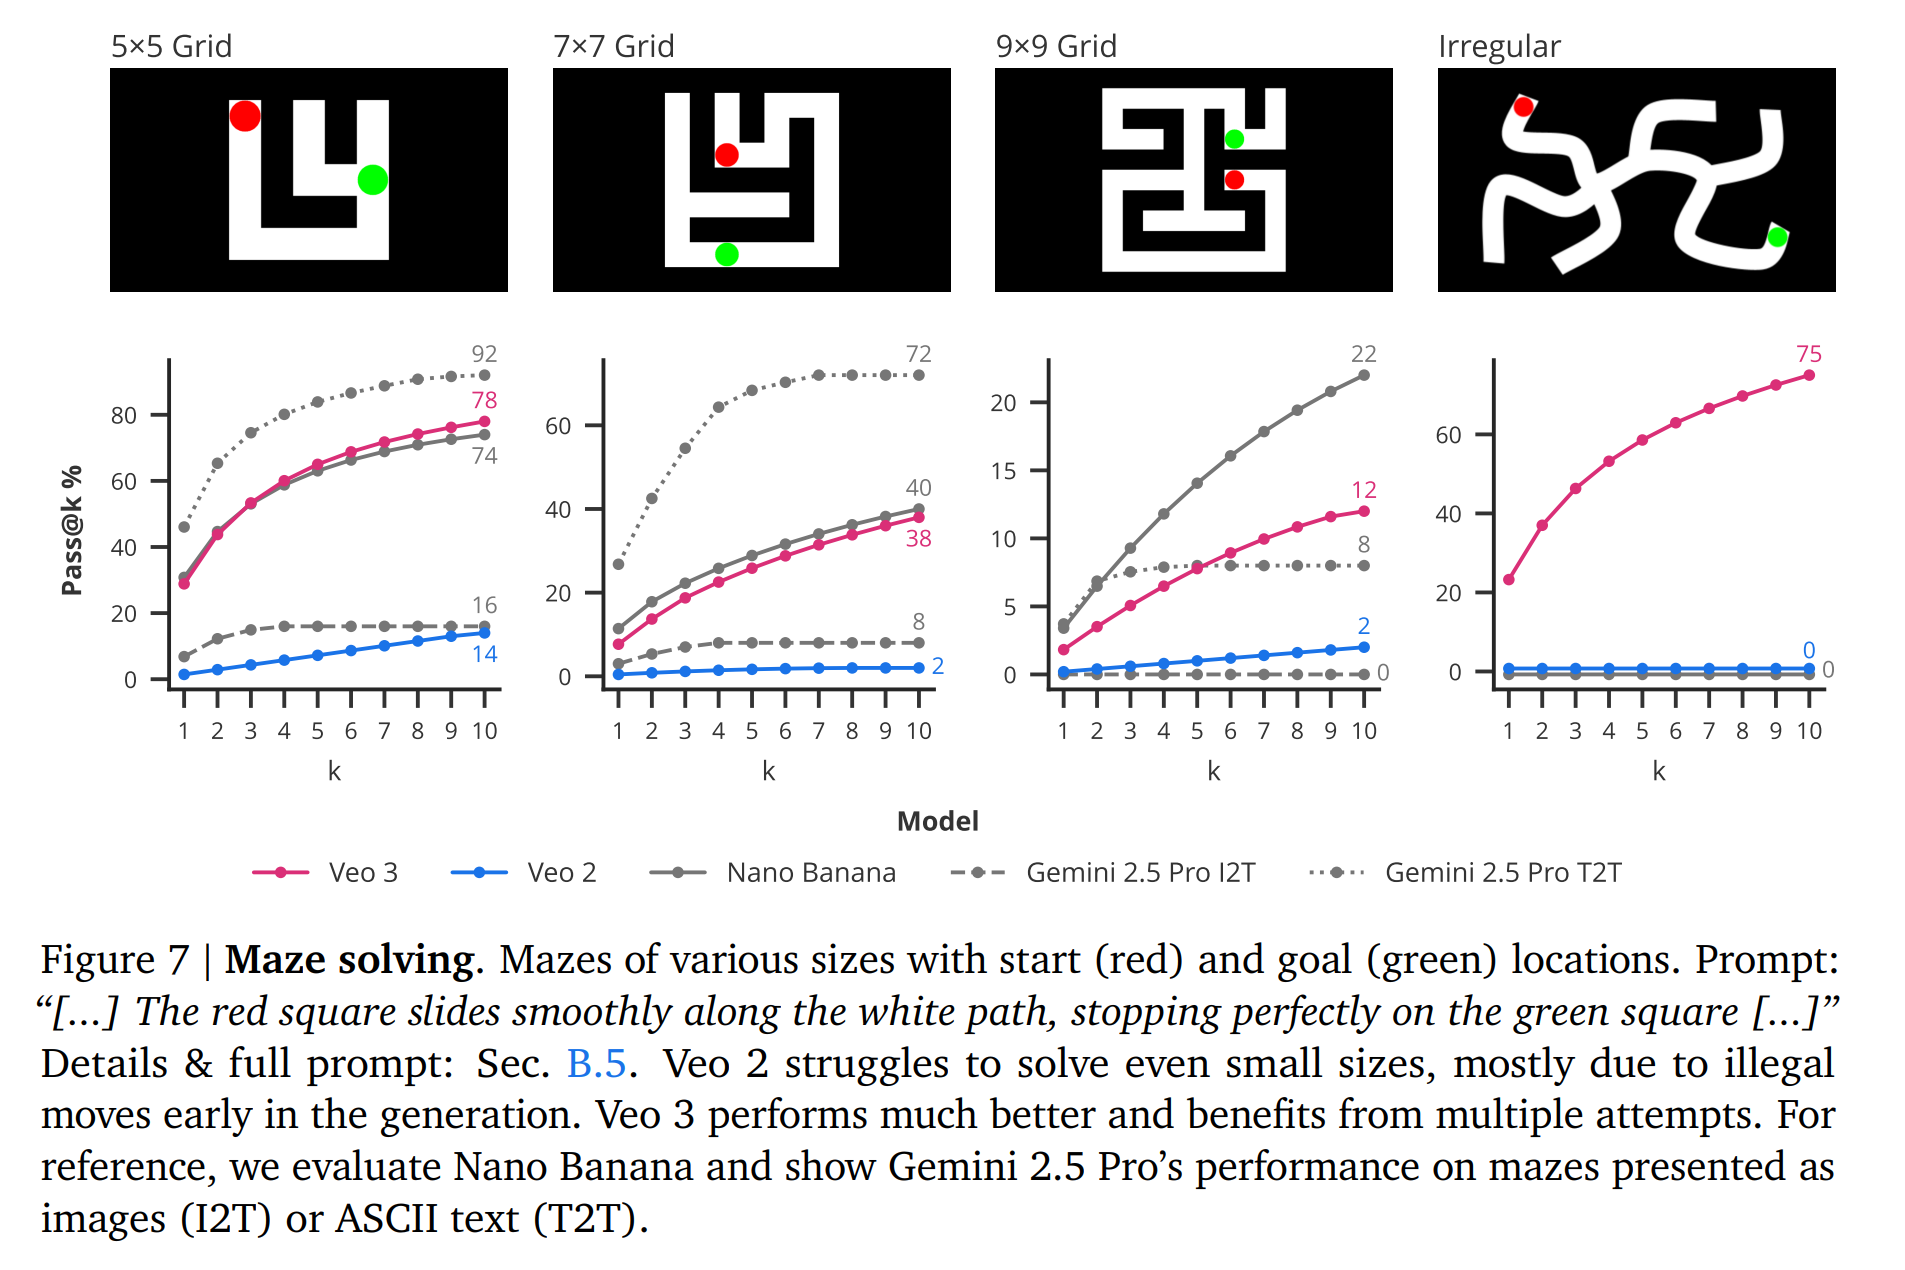 5×5 Grid
7×7 Grid
9×9 Grid
Irregular
Pass@k %
80
60
40
20
0
92
78
74
16
14
1 2 3 4 5 6 7 8 9 10
k
60
40
20
0
72
40
38
8
2
1 2 3 4 5 6 7 8 9 10
k
20
15
10
5
0
22
12
8
2
0
1 2 3 4 5 6 7 8 9 10
k
60
40
20
0
75
0
0
1 2 3 4 5 6 7 8 9 10
k
Model
Veo 3
Veo 2
Nano Banana
Gemini 2.5 Pro I2T
Gemini 2.5 Pro T2T
Figure 7 | Maze solving. Mazes of various sizes with start (red) and goal (green) locations. Prompt:
“[...] The red square slides smoothly along the white path, stopping perfectly on the green square [...]”
Details & full prompt: Sec. B.5. Veo 2 struggles to solve even small sizes, mostly due to illegal
moves early in the generation. Veo 3 performs much better and benefits from multiple attempts. For
reference, we evaluate Nano Banana and show Gemini 2.5 Pro’s performance on mazes presented as
images (I2T) or ASCII text (T2T).